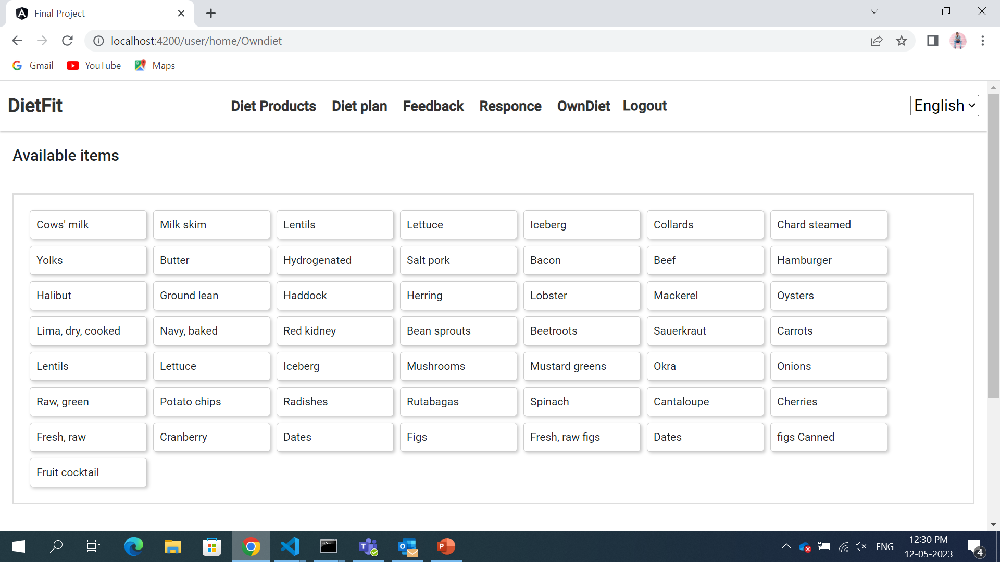 Final Project
localhost:4200/user/home/Owndiet
Gmail YouTube Maps
DietFit Diet Products Diet plan Feedback Responce OwnDiet Logout English
Available items
Cows' milk Milk skim Lentils Lettuce Iceberg Collards Chard steamed
Yolks Butter Hydrogenated Salt pork Bacon Beef Hamburger
Halibut Ground lean Haddock Herring Lobster Mackerel Oysters
Lima, dry, cooked Navy, baked Red kidney Bean sprouts Beetroots Sauerkraut Carrots
Lentils Lettuce Iceberg Mushrooms Mustard greens Okra Onions
Raw, green Potato chips Radishes Rutabagas Spinach Cantaloupe Cherries
Fresh, raw Cranberry Dates Figs Fresh, raw figs Dates figs Canned
Fruit cocktail
ENG
12:30 PM
12-05-2023
4